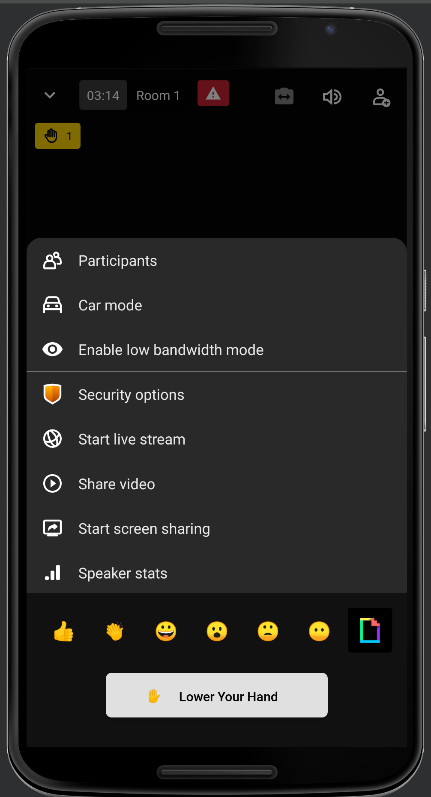 03:14 Room 1
1
Participants
Car mode
Enable low bandwidth mode
Security options
Start live stream
Share video
Start screen sharing
Speaker stats
Lower Your Hand